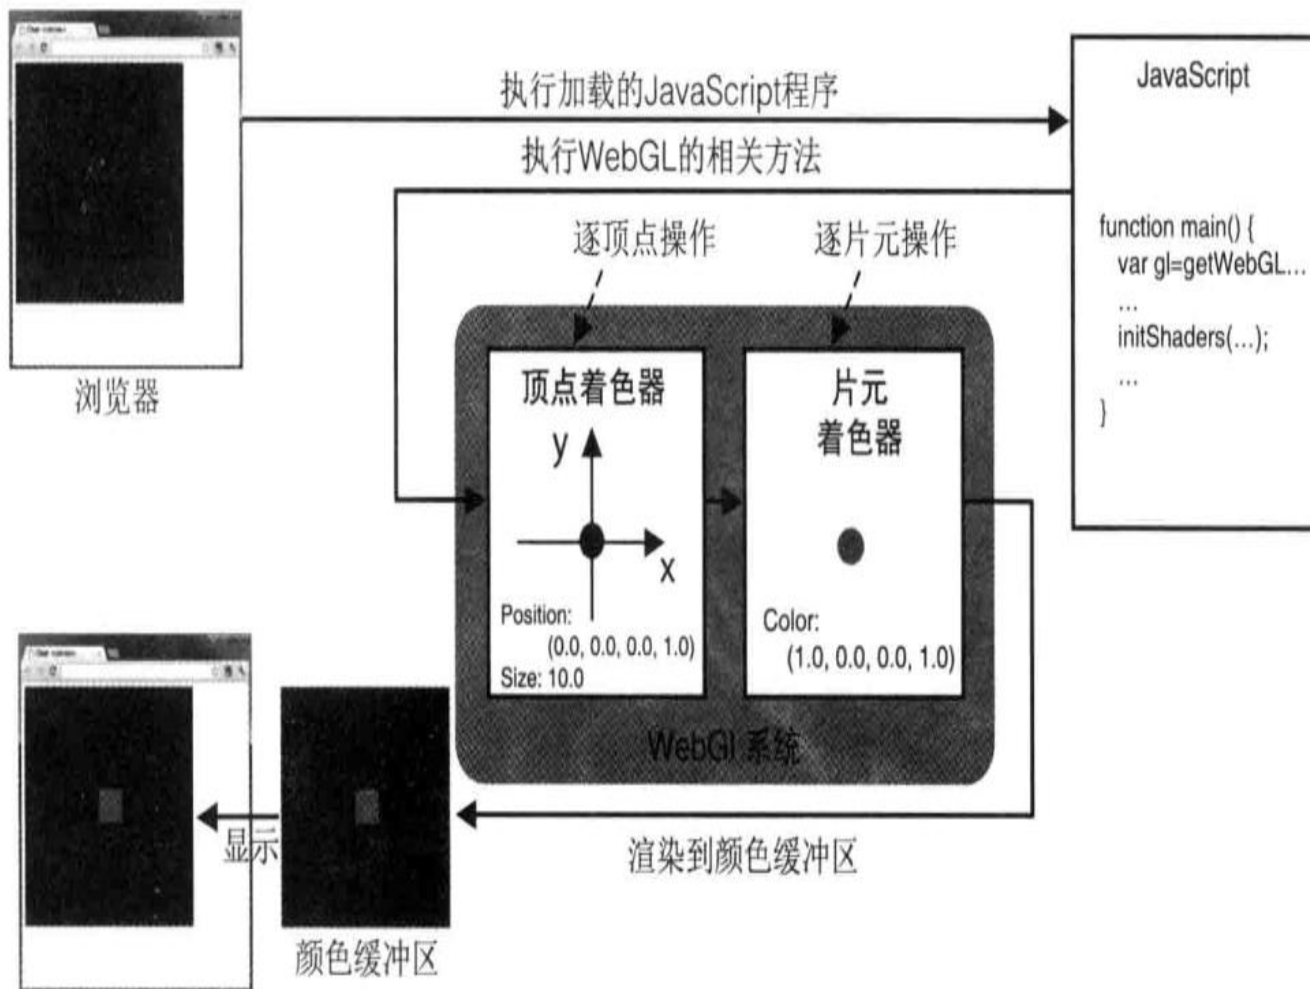 执行加载的JavaScript程序
JavaScript
执行WebGL的相关方法
逐顶点操作
逐片元操作
function main() {
var gl=getWebGL...
...
initShaders(...);
...
}
浏览器
顶点着色器
y
x
Position:
(0.0, 0.0, 0.0, 1.0)
Size: 10.0
片元
着色器
Color:
(1.0, 0.0, 0.0, 1.0)
WebGl 系统
显示
渲染到颜色缓冲区
颜色缓冲区